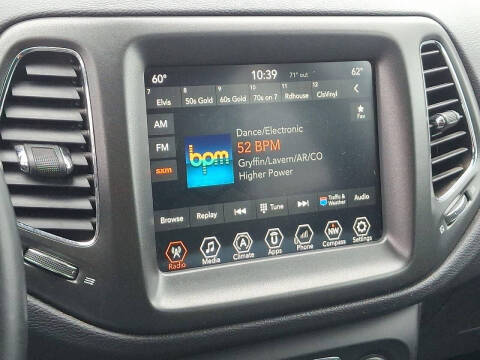 60° 10:39 71° out 62°
7 8 9 10 11 12
Elvis 50s Gold 60s Gold 70s on 7 Rdhouse ClsVinyl
AM
FM
sxm
bpm
Dance/Electronic
52 BPM
Gryffin/Lavern/AR/CO
Higher Power
Fav
Browse Replay Tune Traffic & Weather Audio
A U NW
Radio Media Climate Apps Phone Compass Settings